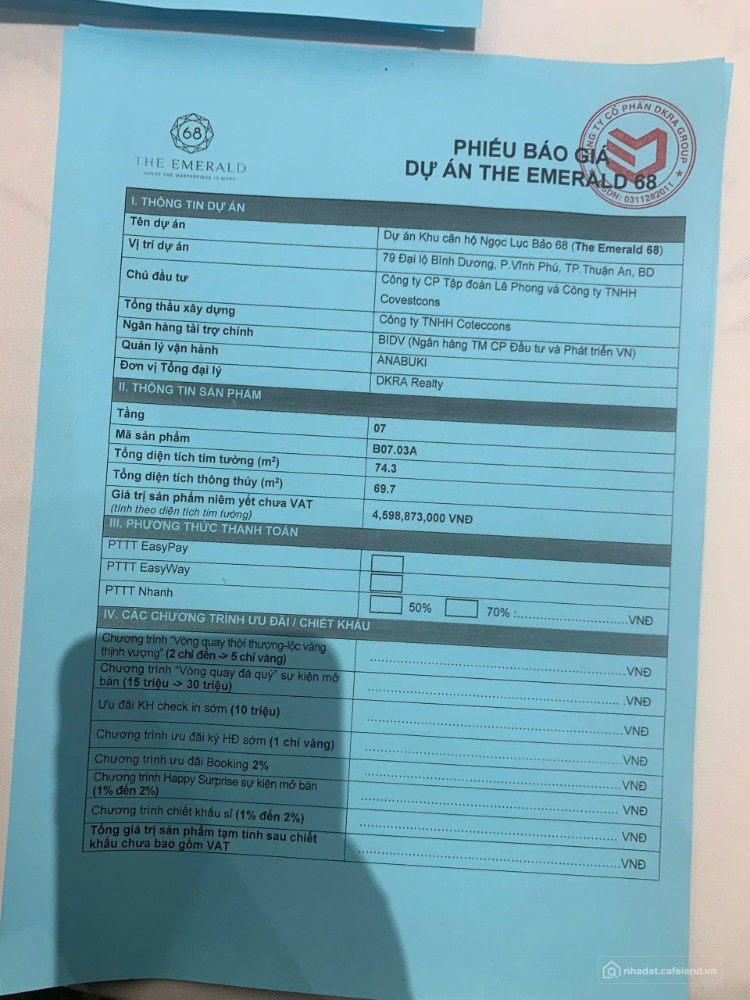 68
THE EMERALD
WHERE THE MASTERPIECE IS MADE
PHIẾU BÁO GIÁ
DỰ ÁN THE EMERALD 68
CÔNG TY CỔ PHẦN DKRA GROUP
DN: 0311282011
I. THÔNG TIN DỰ ÁN
Tên dự án
Dự án Khu căn hộ Ngọc Lục Bảo 68 (The Emerald 68)
Vị trí dự án
79 Đại lộ Bình Dương, P.Vĩnh Phú, TP.Thuận An, BD
Chủ đầu tư
Công ty CP Tập đoàn Lê Phong và Công ty TNHH
Covestcons
Tổng thầu xây dựng
Công ty TNHH Coteccons
Ngân hàng tài trợ chính
BIDV (Ngân hàng TM CP Đầu tư và Phát triển VN)
Quản lý vận hành
ANABUKI
Đơn vị Tổng đại lý
DKRA Realty
II. THÔNG TIN SẢN PHẨM
Tầng
07
Mã sản phẩm
B07.03A
Tổng diện tích tim tường (m²)
74.3
Tổng diện tích thông thủy (m²)
69.7
Giá trị sản phẩm niêm yết chưa VAT
(tính theo diện tích tim tường)
4,598,873,000 VNĐ
III. PHƯƠNG THỨC THANH TOÁN
PTTT EasyPay
PTTT EasyWay
PTTT Nhanh
50% 70% :..............................VNĐ
IV. CÁC CHƯƠNG TRÌNH ƯU ĐÃI / CHIẾT KHẤU
Chương trình "Vòng quay thời thượng-lộc vàng
thịnh vượng" (2 chỉ đến -> 5 chỉ vàng)
..............................VNĐ
Chương trình "Vòng quay đá quý" sự kiện mở
bán (15 triệu -> 30 triệu)
..............................VNĐ
Ưu đãi KH check in sớm (10 triệu)
..............................VNĐ
Chương trình ưu đãi ký HĐ sớm (1 chỉ vàng)
..............................VNĐ
Chương trình ưu đãi Booking 2%
..............................VNĐ
Chương trình Happy Surprise sự kiện mở bán
(1% đến 2%)
..............................VNĐ
Chương trình chiết khấu sỉ (1% đến 2%)
..............................VNĐ
Tổng giá trị sản phẩm tạm tính sau chiết
khấu chưa bao gồm VAT
..............................VNĐ
nhadat.cafeland.vn